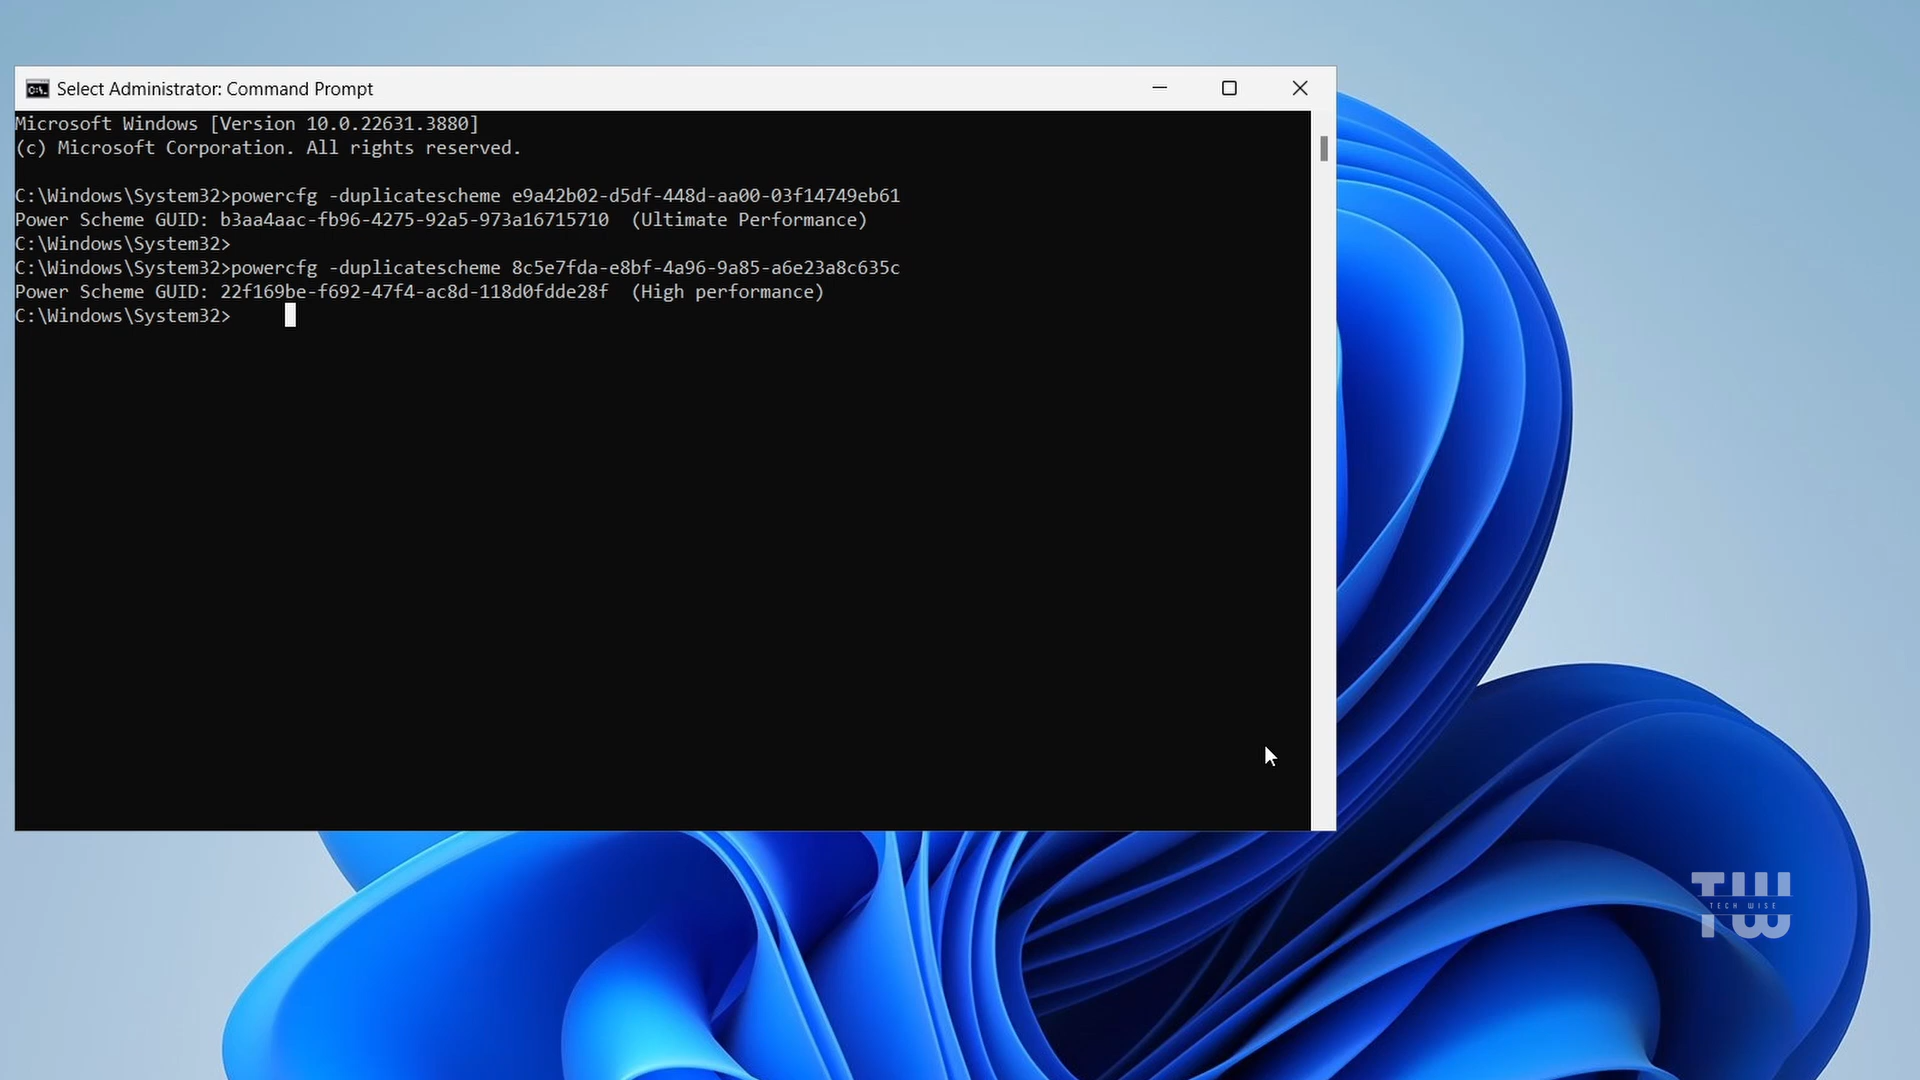 Select Administrator: Command Prompt
Microsoft Windows [Version 10.0.22631.3880]
(c) Microsoft Corporation. All rights reserved.
C:\Windows\System32>powercfg -duplicatescheme e9a42b02-d5df-448d-aa00-03f14749eb61
Power Scheme GUID: b3aa4aac-fb96-4275-92a5-973a16715710  (Ultimate Performance)
C:\Windows\System32>
C:\Windows\System32>powercfg -duplicatescheme 8c5e7fda-e8bf-4a96-9a85-a6e23a8c635c
Power Scheme GUID: 22f169be-f692-47f4-ac8d-118d0fdde28f  (High performance)
C:\Windows\System32>
TW
TECH WISE